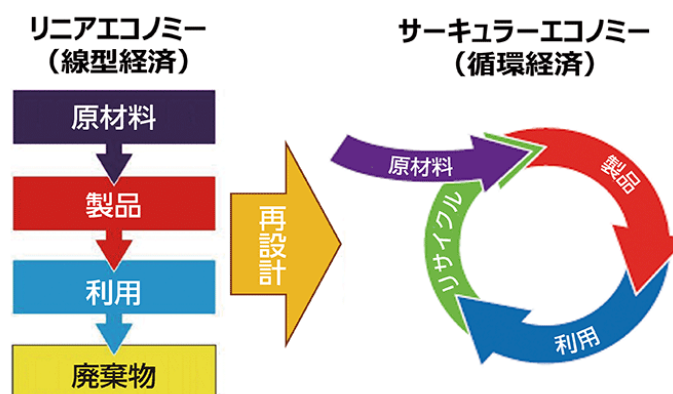 リニアエコノミー
（線型経済）
原材料
製品
利用
廃棄物
再設計
サーキュラーエコノミー
（循環経済）
原材料
製品
利用
リサイクル